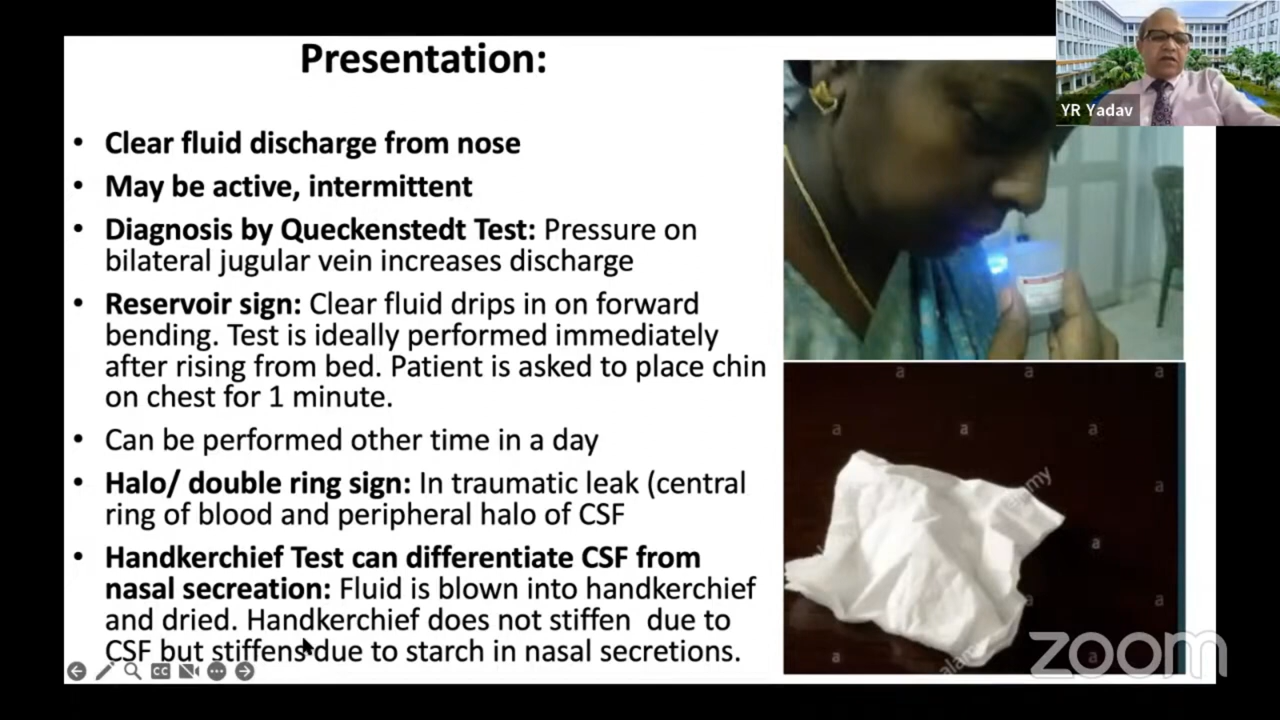 Presentation:
YR Yadav
• Clear fluid discharge from nose
• May be active, intermittent
• Diagnosis by Queckenstedt Test: Pressure on
bilateral jugular vein increases discharge
• Reservoir sign: Clear fluid drips in on forward
bending. Test is ideally performed immediately
after rising from bed. Patient is asked to place chin
on chest for 1 minute.
• Can be performed other time in a day
• Halo/ double ring sign: In traumatic leak (central
ring of blood and peripheral halo of CSF
• Handkerchief Test can differentiate CSF from
nasal secreation: Fluid is blown into handkerchief
and dried. Handkerchief does not stiffen due to
CSF but stiffens due to starch in nasal secretions.
CC
a a a
a a a
a
alamy
a
a a
a
alamy
zoom